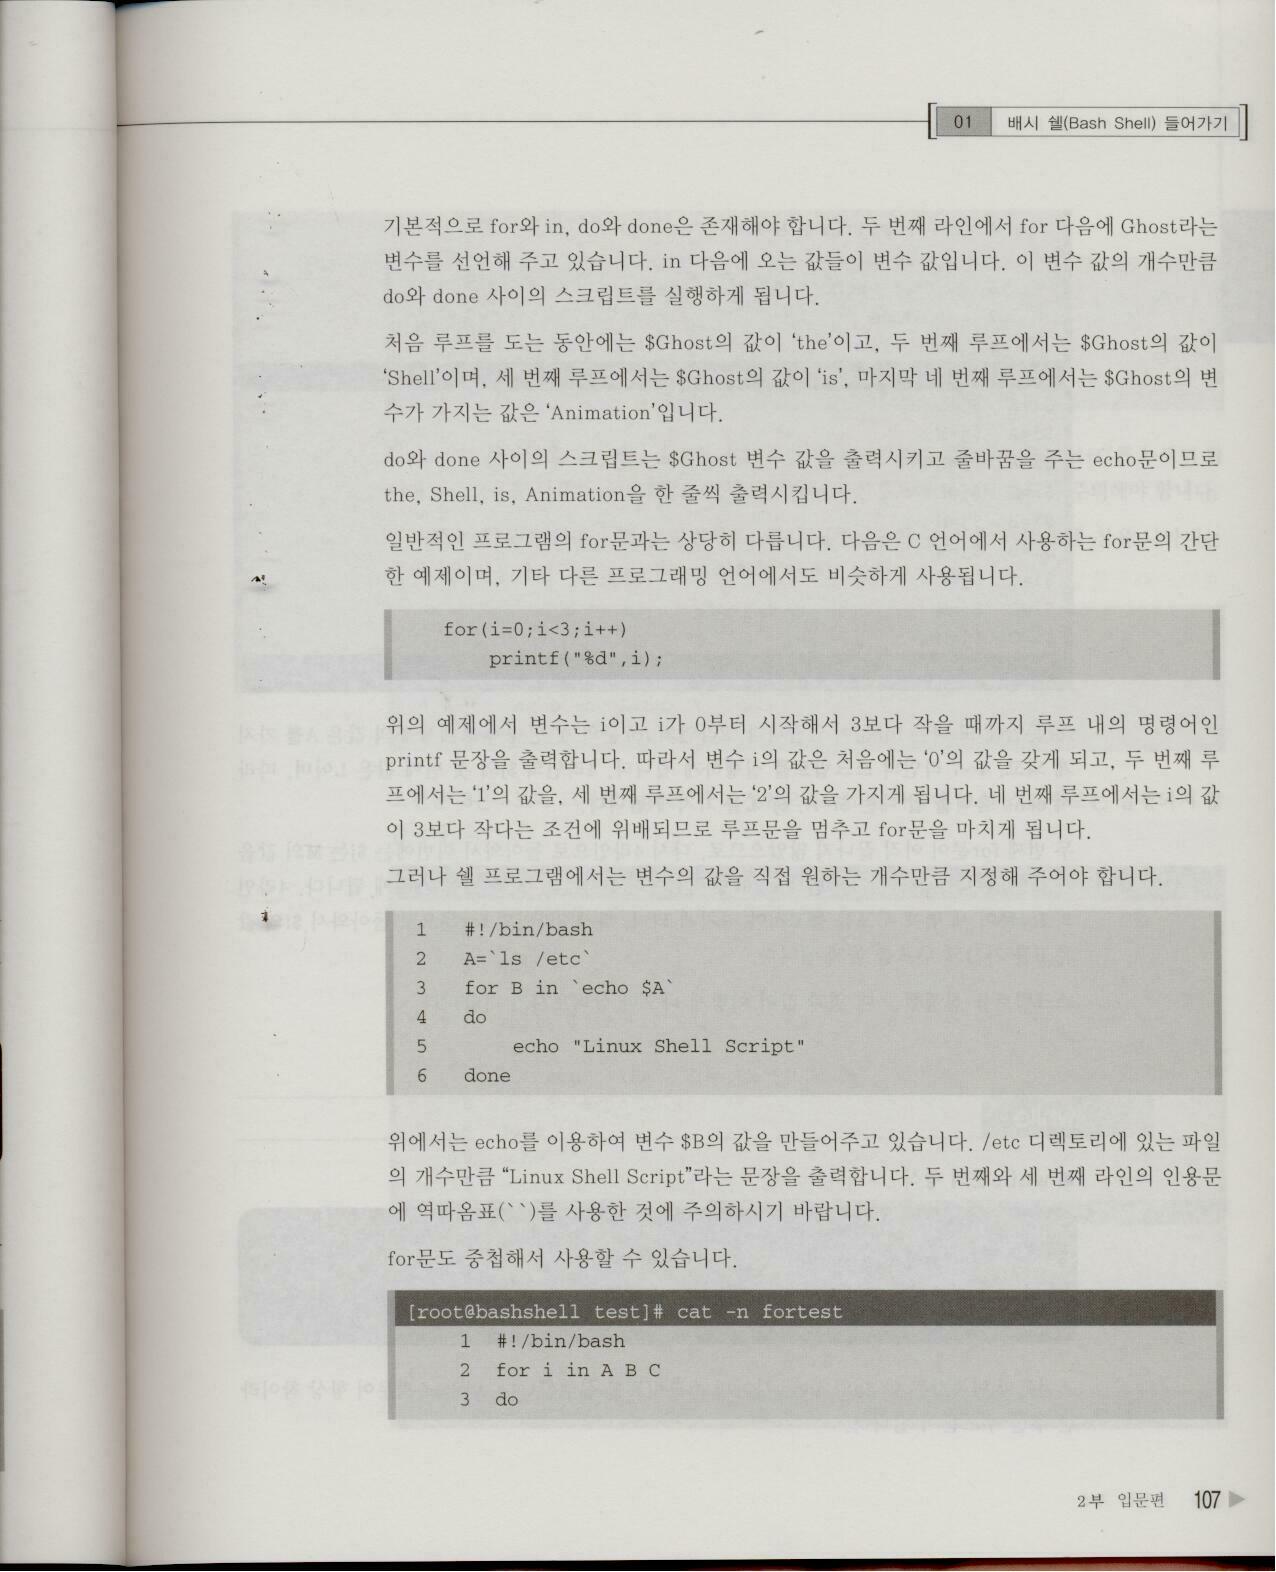 01 배시 쉘(Bash Shell) 들어가기
기본적으로 for와 in, do와 done은 존재해야 합니다. 두 번째 라인에서 for 다음에 Ghost라는
변수를 선언해 주고 있습니다. in 다음에 오는 값들이 변수 값입니다. 이 변수 값의 개수만큼
do와 done 사이의 스크립트를 실행하게 됩니다.
처음 루프를 도는 동안에는 $Ghost의 값이 ‘the’이고, 두 번째 루프에서는 $Ghost의 값이
‘Shell’이며, 세 번째 루프에서는 $Ghost의 값이 ‘is’, 마지막 네 번째 루프에서는 $Ghost의 변
수가 가지는 값은 ‘Animation’입니다.
do와 done 사이의 스크립트는 $Ghost 변수 값을 출력시키고 줄바꿈을 주는 echo문이므로
the, Shell, is, Animation을 한 줄씩 출력시킵니다.
일반적인 프로그램의 for문과는 상당히 다릅니다. 다음은 C 언어에서 사용하는 for문의 간단
한 예제이며, 기타 다른 프로그래밍 언어에서도 비슷하게 사용됩니다.
for(i=0;i<3;i++)
printf("%d",i);
위의 예제에서 변수는 i이고 i가 0부터 시작해서 3보다 작을 때까지 루프 내의 명령어인
printf 문장을 출력합니다. 따라서 변수 i의 값은 처음에는 ‘0’의 값을 갖게 되고, 두 번째 루
프에서는 ‘1’의 값을, 세 번째 루프에서는 ‘2’의 값을 가지게 됩니다. 네 번째 루프에서는 i의 값
이 3보다 작다는 조건에 위배되므로 루프문을 멈추고 for문을 마치게 됩니다.
그러나 쉘 프로그램에서는 변수의 값을 직접 원하는 개수만큼 지정해 주어야 합니다.
1 #!/bin/bash
2 A=`ls /etc`
3 for B in `echo $A`
4 do
5 echo "Linux Shell Script"
6 done
위에서는 echo를 이용하여 변수 $B의 값을 만들어주고 있습니다. /etc 디렉토리에 있는 파일
의 개수만큼 “Linux Shell Script”라는 문장을 출력합니다. 두 번째와 세 번째 라인의 인용문
에 역따옴표(``)를 사용한 것에 주의하시기 바랍니다.
for문도 중첩해서 사용할 수 있습니다.
[root@bashshell test]# cat -n fortest
1 #!/bin/bash
2 for i in A B C
3 do
2부 입문편 107